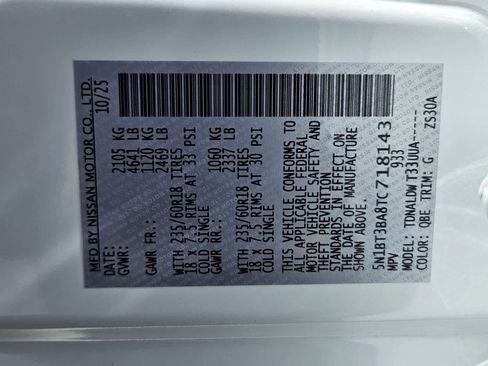 MFD BY NISSAN MOTOR CO., LTD.
DATE: 10/25
GVWR: 2105 KG
4641 LB
GAWR FR.: 1120 KG
2469 LB
WITH 235/60R18 TIRES
18 x 7.5 RIMS AT 33 PSI
COLD SINGLE
GAWR RR.: 1060 KG
2337 LB
WITH 235/60R18 TIRES
18 x 7.5 RIMS AT 30 PSI
COLD SINGLE
THIS VEHICLE CONFORMS TO
ALL APPLICABLE FEDERAL
MOTOR VEHICLE SAFETY AND
THEFT PREVENTION
STANDARDS IN EFFECT ON
THE DATE OF MANUFACTURE
SHOWN ABOVE.
5N1BT3BA8TC718143
MPV 933
MODEL: TDNALDWT33UUA-----
COLOR: QBE TRIM: G ZS30A